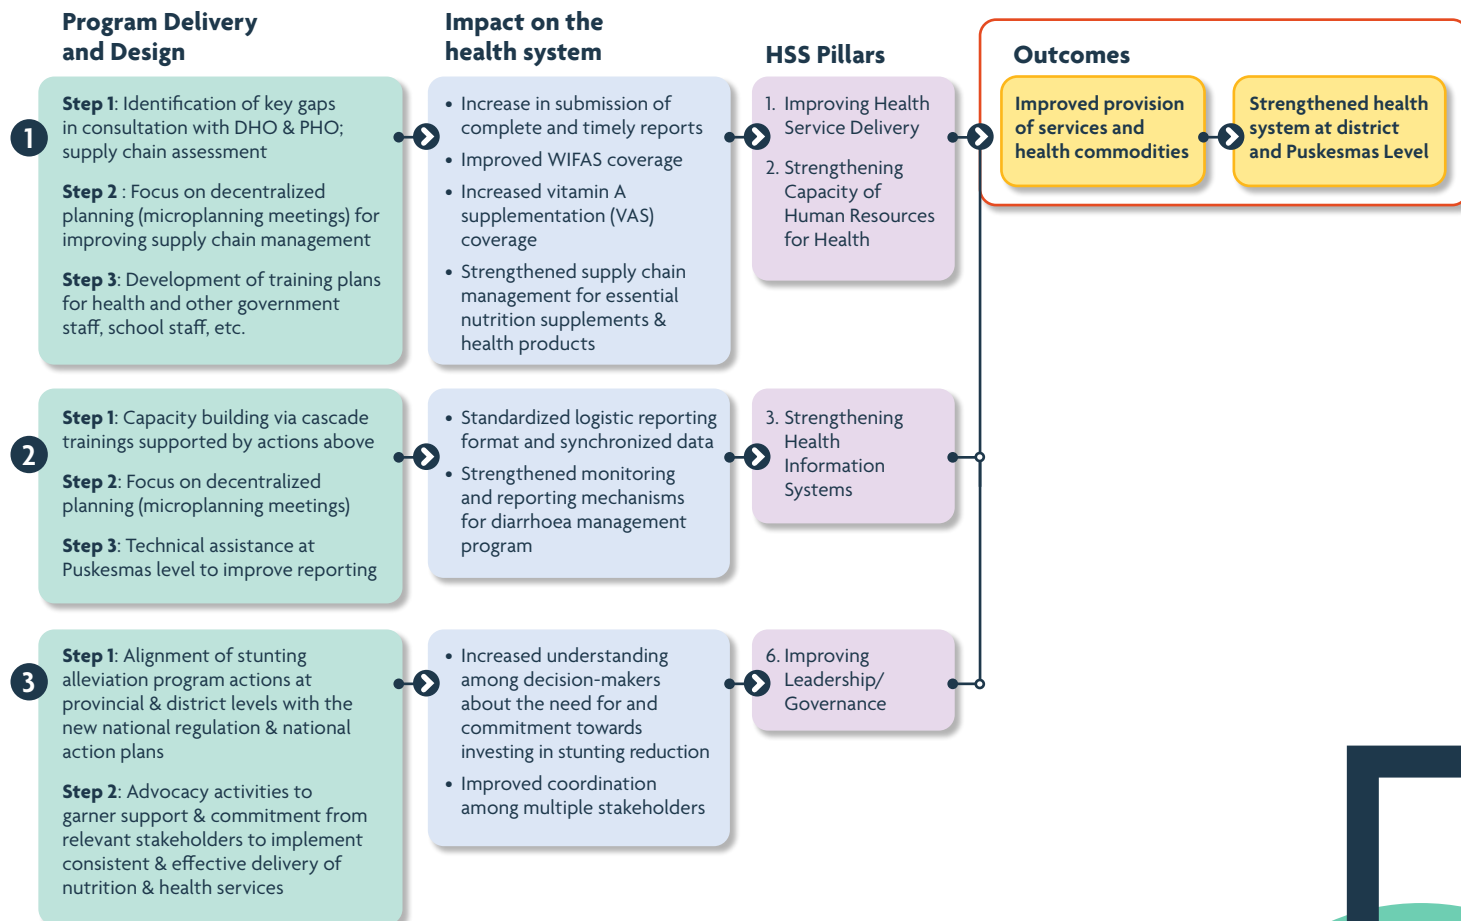 Program Delivery
and Design
Impact on the
health system
HSS Pillars
Outcomes
1
Step 1: Identification of key gaps
in consultation with DHO & PHO;
supply chain assessment
Step 2 : Focus on decentralized
planning (microplanning meetings) for
improving supply chain management
Step 3: Development of training plans
for health and other government
staff, school staff, etc.
• Increase in submission of
complete and timely reports
• Improved WIFAS coverage
• Increased vitamin A
supplementation (VAS)
coverage
• Strengthened supply chain
management for essential
nutrition supplements &
health products
1. Improving Health
Service Delivery
2. Strengthening
Capacity of
Human Resources
for Health
Improved provision
of services and
health commodities
Strengthened health
system at district
and Puskesmas Level
2
Step 1: Capacity building via cascade
trainings supported by actions above
Step 2: Focus on decentralized
planning (microplanning meetings)
Step 3: Technical assistance at
Puskesmas level to improve reporting
• Standardized logistic reporting
format and synchronized data
• Strengthened monitoring
and reporting mechanisms
for diarrhoea management
program
3. Strengthening
Health
Information
Systems
3
Step 1: Alignment of stunting
alleviation program actions at
provincial & district levels with the
new national regulation & national
action plans
Step 2: Advocacy activities to
garner support & commitment from
relevant stakeholders to implement
consistent & effective delivery of
nutrition & health services
• Increased understanding
among decision-makers
about the need for and
commitment towards
investing in stunting reduction
• Improved coordination
among multiple stakeholders
6. Improving
Leadership/
Governance